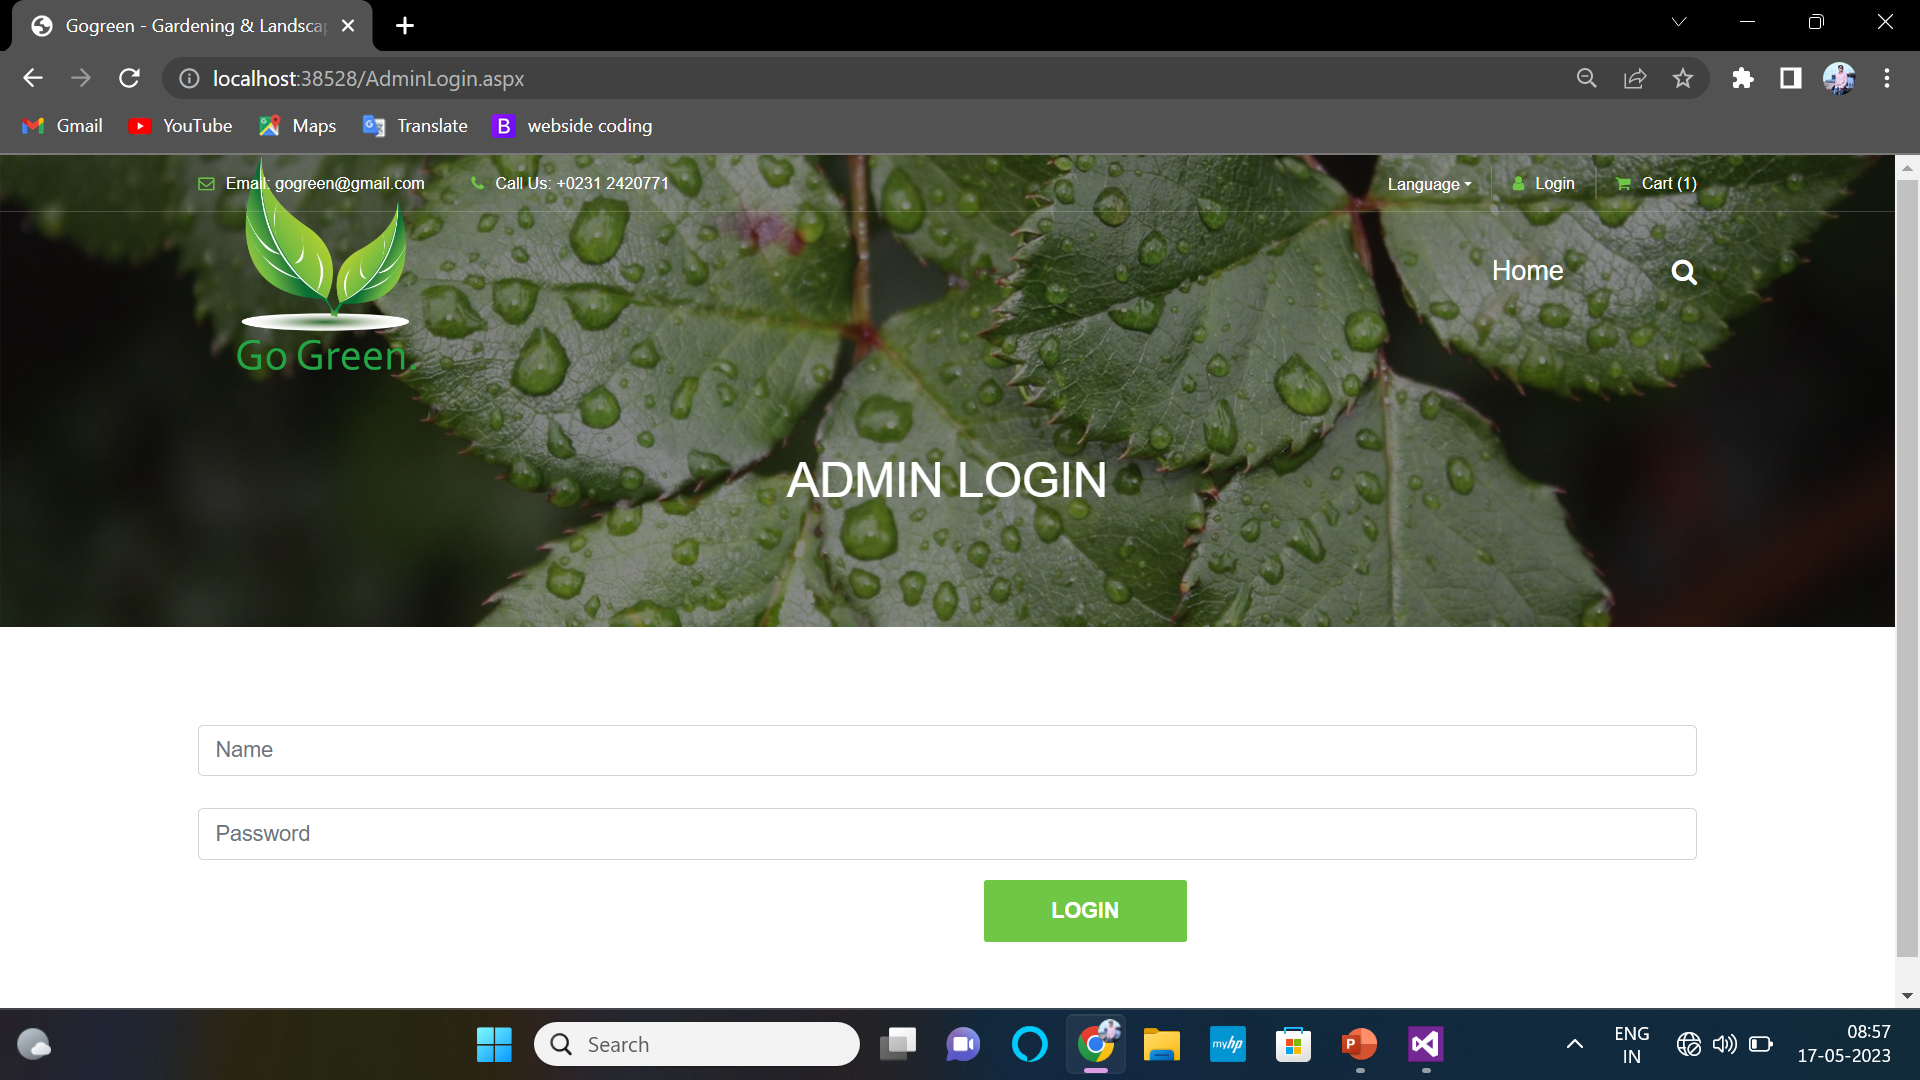 Gogreen - Gardening & Landsca
localhost:38528/AdminLogin.aspx
Gmail
YouTube
Maps
Translate
B
webside coding
Email: gogreen@gmail.com
Call Us: +0231 2420771
Language
Login
Cart (1)
Home
Go Green.
ADMIN LOGIN
Name
Password
LOGIN
Search
myhp
P
ENG
IN
08:57
17-05-2023